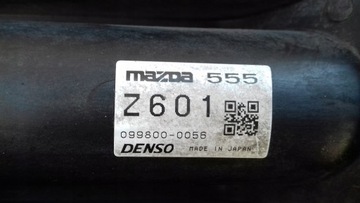 mazda 555
Z601
099800-0056
DENSO MADE IN JAPAN.